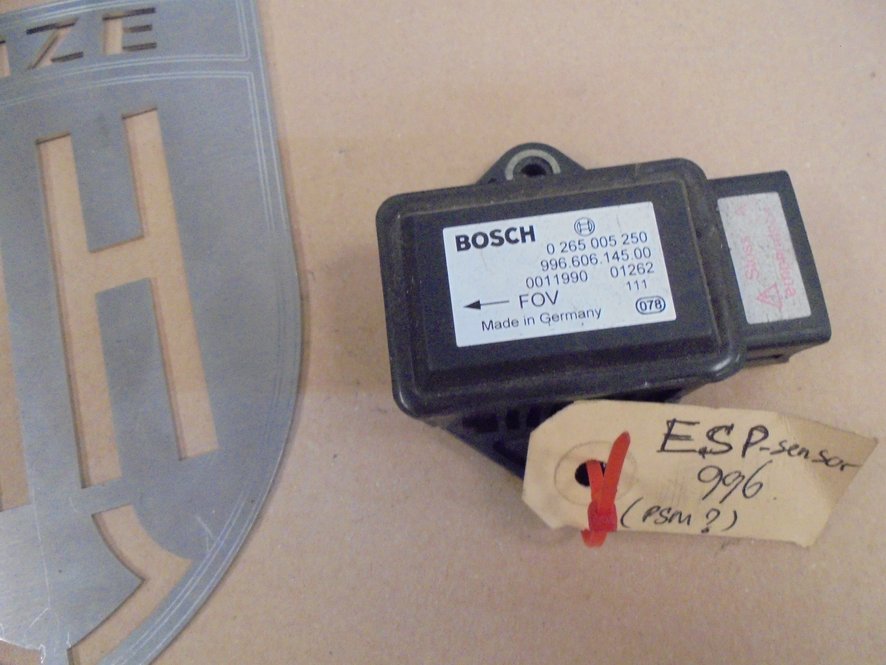 ZE
H
BOSCH
0 265 005 250
996.606.145.00
0011990 01262
111
FOV
078
Made in Germany
ESP-sensor
996
(PSM?)